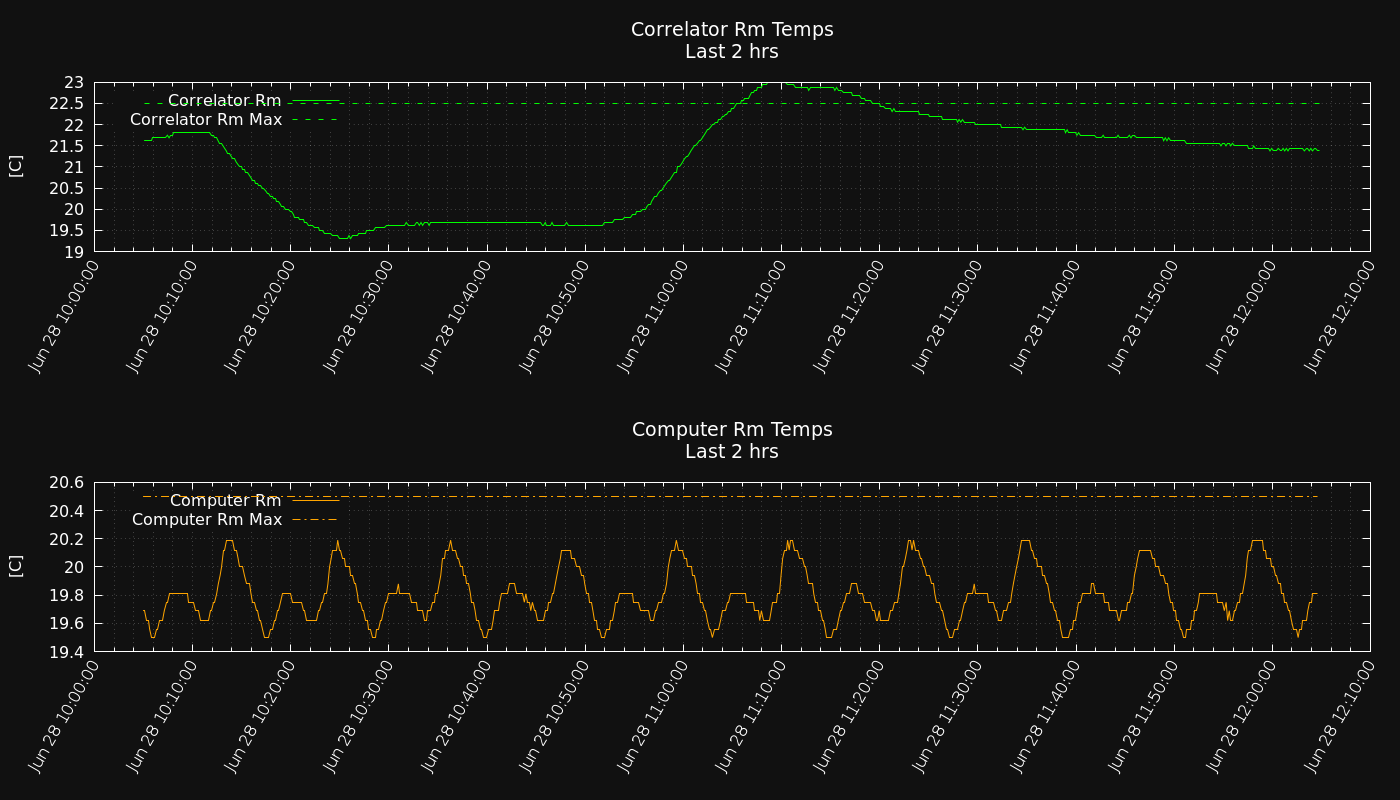 Correlator Rm Temps
Last 2 hrs
[C]
23
22.5
22
21.5
21
20.5
20
19.5
19
Correlator Rm
Correlator Rm Max
Jun 28 10:00:00
Jun 28 10:10:00
Jun 28 10:20:00
Jun 28 10:30:00
Jun 28 10:40:00
Jun 28 10:50:00
Jun 28 11:00:00
Jun 28 11:10:00
Jun 28 11:20:00
Jun 28 11:30:00
Jun 28 11:40:00
Jun 28 11:50:00
Jun 28 12:00:00
Jun 28 12:10:00
Computer Rm Temps
Last 2 hrs
[C]
20.6
20.4
20.2
20
19.8
19.6
19.4
Computer Rm
Computer Rm Max
Jun 28 10:00:00
Jun 28 10:10:00
Jun 28 10:20:00
Jun 28 10:30:00
Jun 28 10:40:00
Jun 28 10:50:00
Jun 28 11:00:00
Jun 28 11:10:00
Jun 28 11:20:00
Jun 28 11:30:00
Jun 28 11:40:00
Jun 28 11:50:00
Jun 28 12:00:00
Jun 28 12:10:00